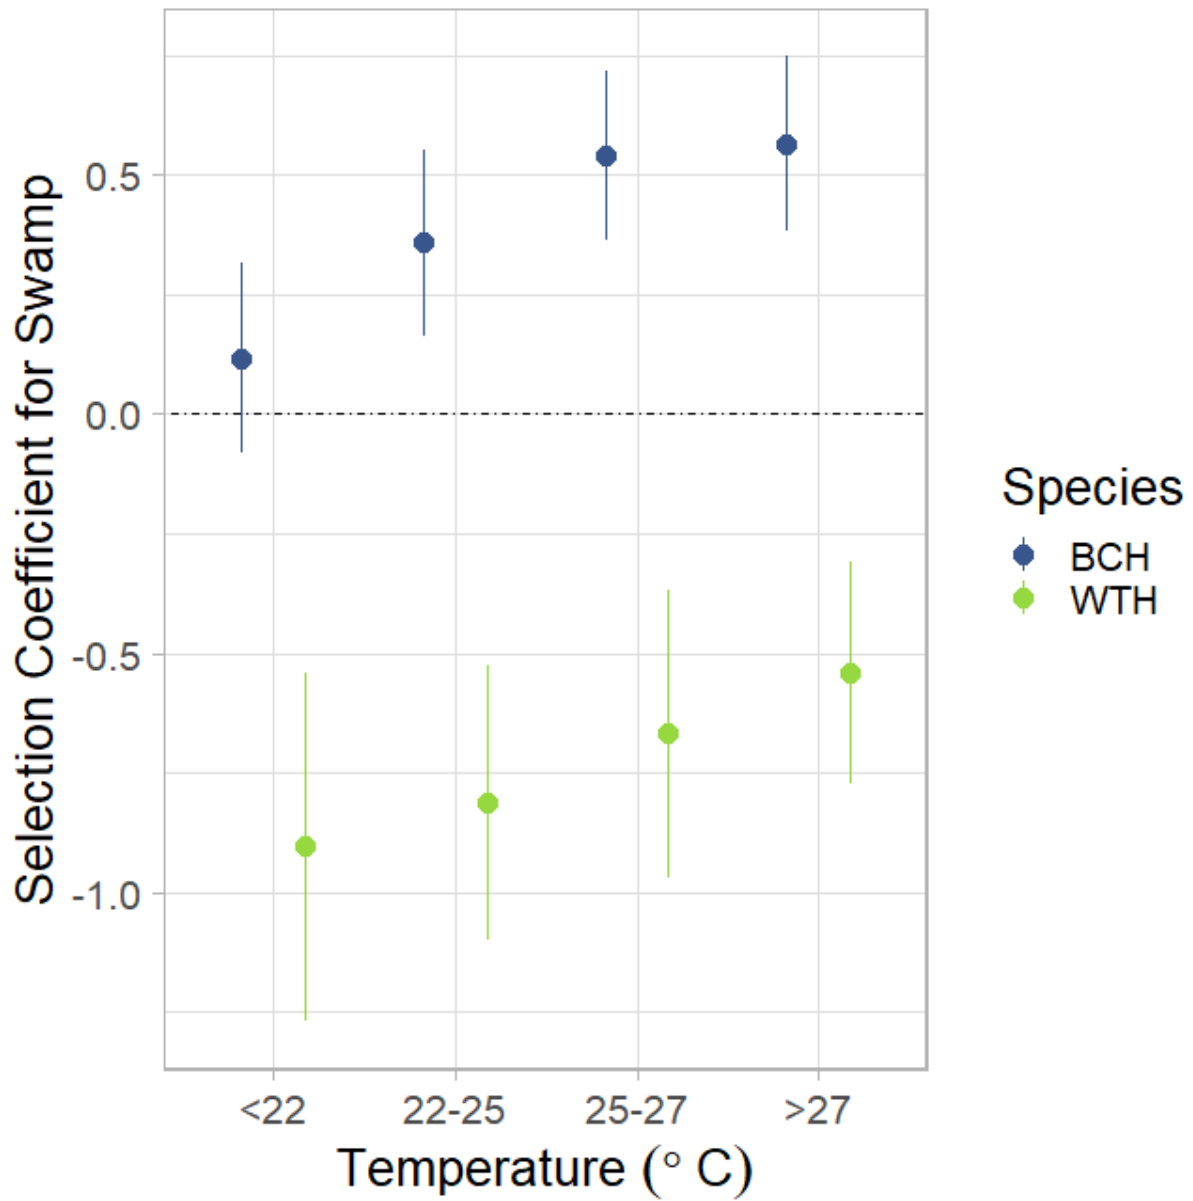 Selection Coefficient for Swamp
0.5
0.0
-0.5
-1.0
<22
22-25
25-27
>27
Temperature (° C)
Species
BCH
WTH